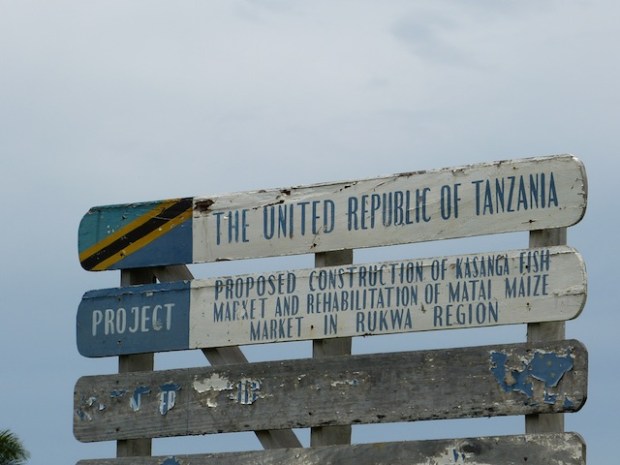 THE UNITED REPUBLIC OF TANZANIA
PROJECT
PROPOSED CONSTRUCTION OF KASANGA FISH
MARKET AND REHABILITATION OF MATAI MAIZE
MARKET IN RUKWA REGION